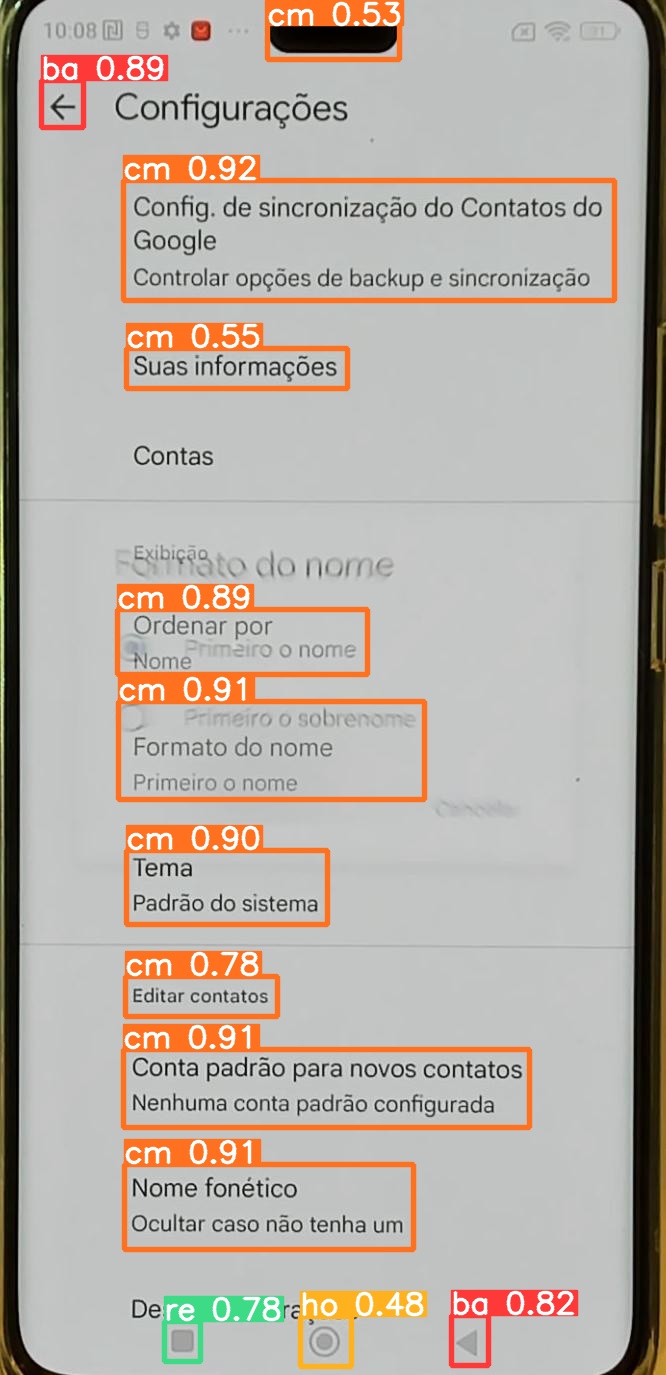 cm 0.53
10:08
31
ba 0.89
Configurações
cm 0.92
Config. de sincronização do Contatos do
Google
Controlar opções de backup e sincronização
cm 0.55
Suas informações
Contas
Exibição
Formato do nome
cm 0.89
Ordenar por
Primeiro o nome
Nome
cm 0.91
Primeiro o sobrenome
Formato do nome
Primeiro o nome
Cancelar
cm 0.90
Tema
Padrão do sistema
cm 0.78
Editar contatos
cm 0.91
Conta padrão para novos contatos
Nenhuma conta padrão configurada
cm 0.91
Nome fonético
Ocultar caso não tenha um
re 0.78
ho 0.48
ba 0.82